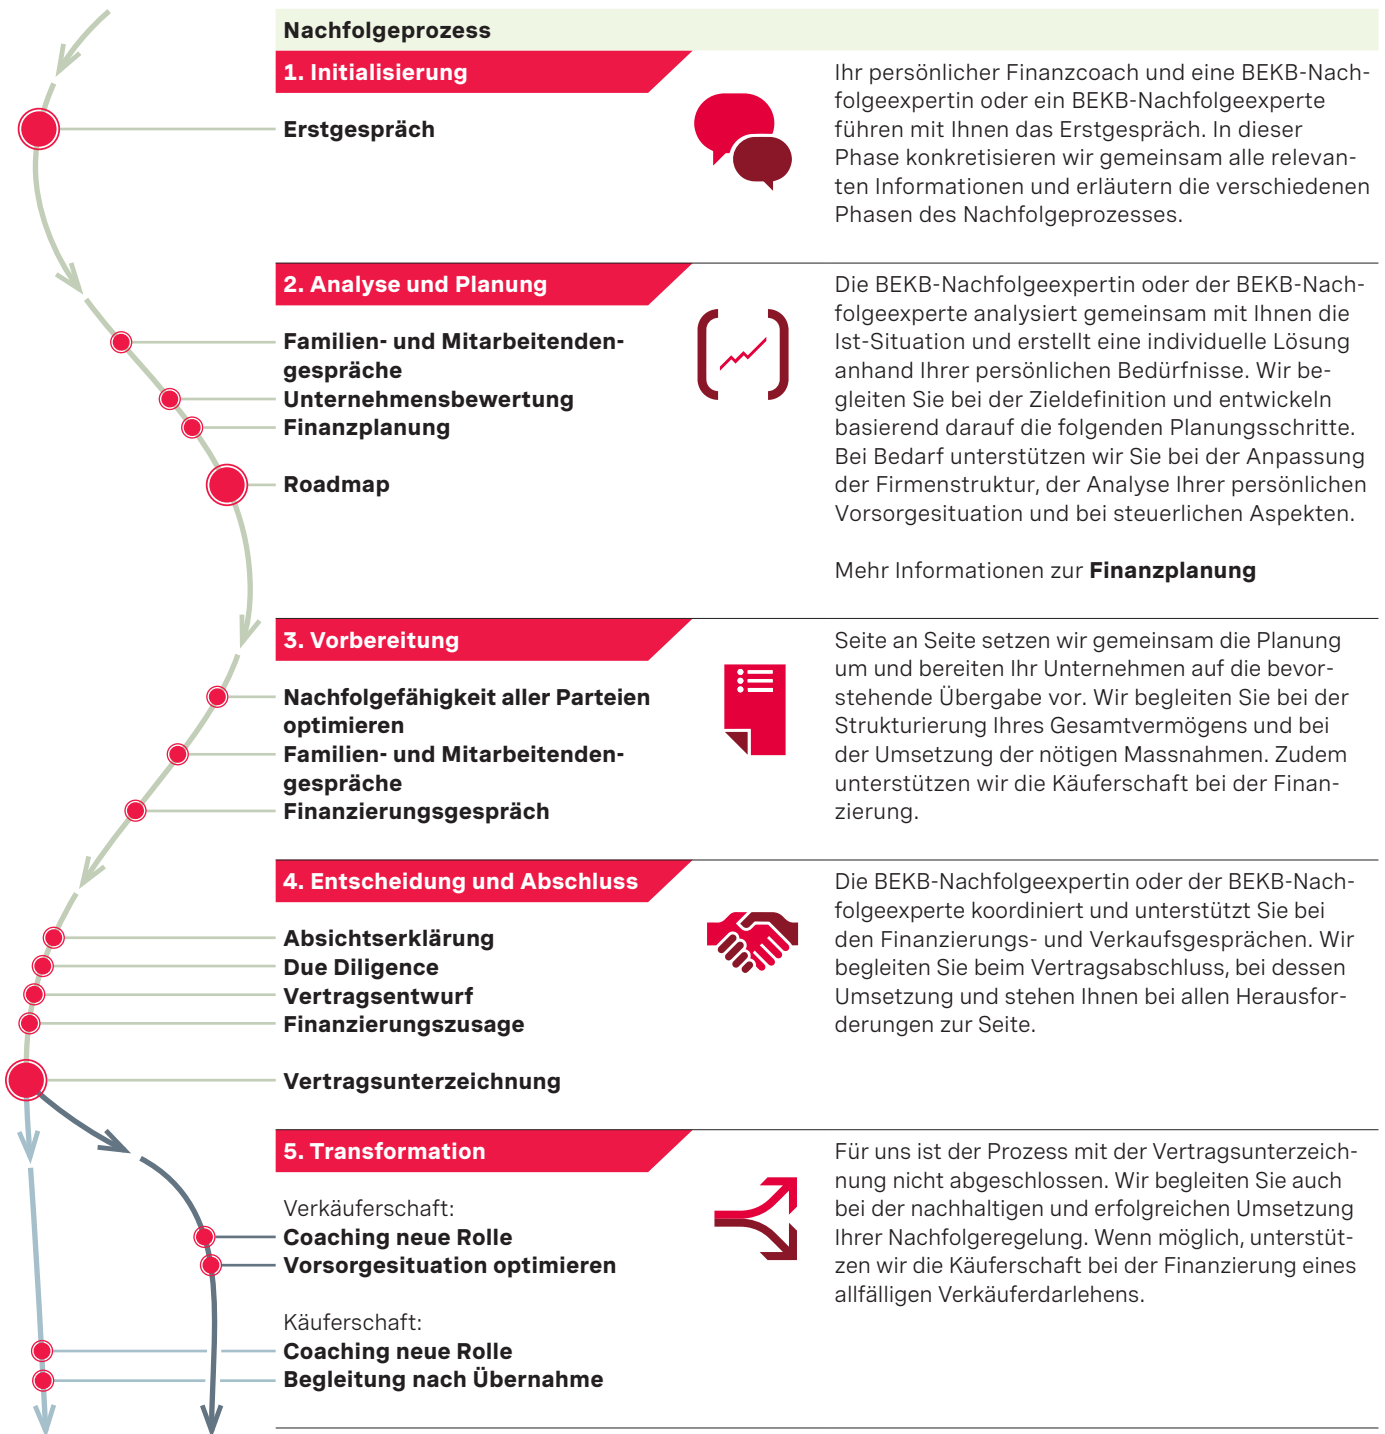 Nachfolgeprozess
1. Initialisierung
Erstgespräch
Ihr persönlicher Finanzcoach und eine BEKB-Nach-
folgeexpertin oder ein BEKB-Nachfolgeexperte
führen mit Ihnen das Erstgespräch. In dieser
Phase konkretisieren wir gemeinsam alle relevan-
ten Informationen und erläutern die verschiedenen
Phasen des Nachfolgeprozesses.
2. Analyse und Planung
Familien- und Mitarbeitenden-
gespräche
Unternehmensbewertung
Finanzplanung
Roadmap
Die BEKB-Nachfolgeexpertin oder der BEKB-Nach-
folgeexperte analysiert gemeinsam mit Ihnen die
Ist-Situation und erstellt eine individuelle Lösung
anhand Ihrer persönlichen Bedürfnisse. Wir be-
gleiten Sie bei der Zieldefinition und entwickeln
basierend darauf die folgenden Planungsschritte.
Bei Bedarf unterstützen wir Sie bei der Anpassung
der Firmenstruktur, der Analyse Ihrer persönlichen
Vorsorgesituation und bei steuerlichen Aspekten.
Mehr Informationen zur Finanzplanung
3. Vorbereitung
Nachfolgefähigkeit aller Parteien
optimieren
Familien- und Mitarbeitenden-
gespräche
Finanzierungsgespräch
Seite an Seite setzen wir gemeinsam die Planung
um und bereiten Ihr Unternehmen auf die bevor-
stehende Übergabe vor. Wir begleiten Sie bei der
Strukturierung Ihres Gesamtvermögens und bei
der Umsetzung der nötigen Massnahmen. Zudem
unterstützen wir die Käuferschaft bei der Finan-
zierung.
4. Entscheidung und Abschluss
Absichtserklärung
Due Diligence
Vertragsentwurf
Finanzierungszusage
Vertragsunterzeichnung
Die BEKB-Nachfolgeexpertin oder der BEKB-Nach-
folgeexperte koordiniert und unterstützt Sie bei
den Finanzierungs- und Verkaufsgesprächen. Wir
begleiten Sie beim Vertragsabschluss, bei dessen
Umsetzung und stehen Ihnen bei allen Herausfor-
derungen zur Seite.
5. Transformation
Verkäuferschaft:
Coaching neue Rolle
Vorsorgesituation optimieren
Käuferschaft:
Coaching neue Rolle
Begleitung nach Übernahme
Für uns ist der Prozess mit der Vertragsunterzeich-
nung nicht abgeschlossen. Wir begleiten Sie auch
bei der nachhaltigen und erfolgreichen Umsetzung
Ihrer Nachfolgeregelung. Wenn möglich, unterstüt-
zen wir die Käuferschaft bei der Finanzierung eines
allfälligen Verkäuferdarlehens.